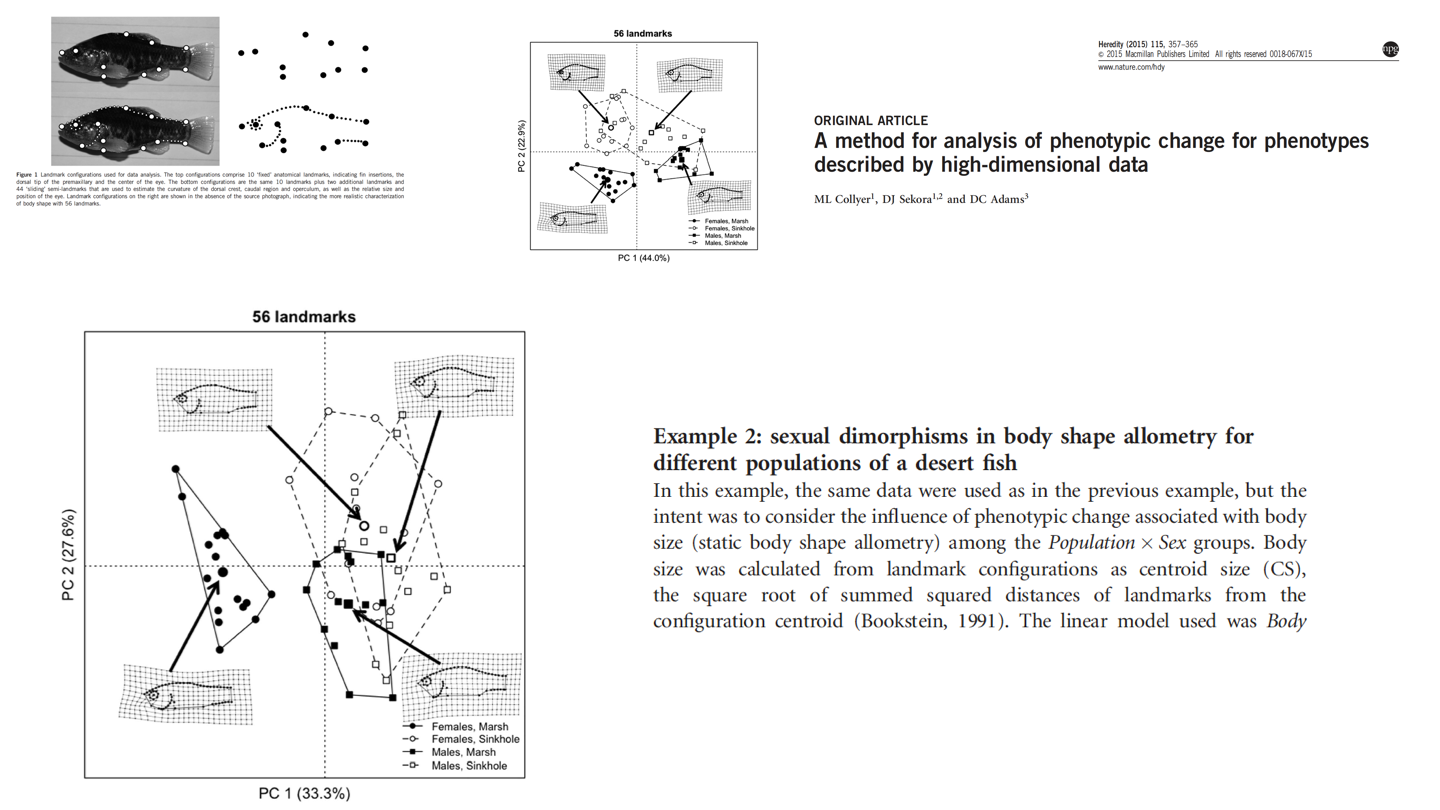 Figure 1 Landmark configurations used for data analysis. The top configurations comprise 10 'fixed' anatomical landmarks, indicating fin insertions, the
dorsal tip of the premaxillary and the center of the eye. The bottom configurations are the same 10 landmarks plus two additional landmarks and
44 'sliding' semi-landmarks that are used to estimate the curvature of the dorsal crest, caudal region and operculum, as well as the relative size and
position of the eye. Landmark configurations on the right are shown in the absence of the source photograph, indicating the more realistic characterization
of body shape with 56 landmarks.
56 landmarks
PC 2 (22.9%)
Females, Marsh
Females, Sinkhole
Males, Marsh
Males, Sinkhole
PC 1 (44.0%)
Heredity (2015) 115, 357–365
© 2015 Macmillan Publishers Limited All rights reserved 0018-067X/15
npg
www.nature.com/hdy
ORIGINAL ARTICLE
A method for analysis of phenotypic change for phenotypes
described by high-dimensional data
ML Collyer1, DJ Sekora1,2 and DC Adams3
56 landmarks
PC 2 (27.6%)
Females, Marsh
Females, Sinkhole
Males, Marsh
Males, Sinkhole
PC 1 (33.3%)
Example 2: sexual dimorphisms in body shape allometry for
different populations of a desert fish
In this example, the same data were used as in the previous example, but the
intent was to consider the influence of phenotypic change associated with body
size (static body shape allometry) among the Population × Sex groups. Body
size was calculated from landmark configurations as centroid size (CS),
the square root of summed squared distances of landmarks from the
configuration centroid (Bookstein, 1991). The linear model used was Body